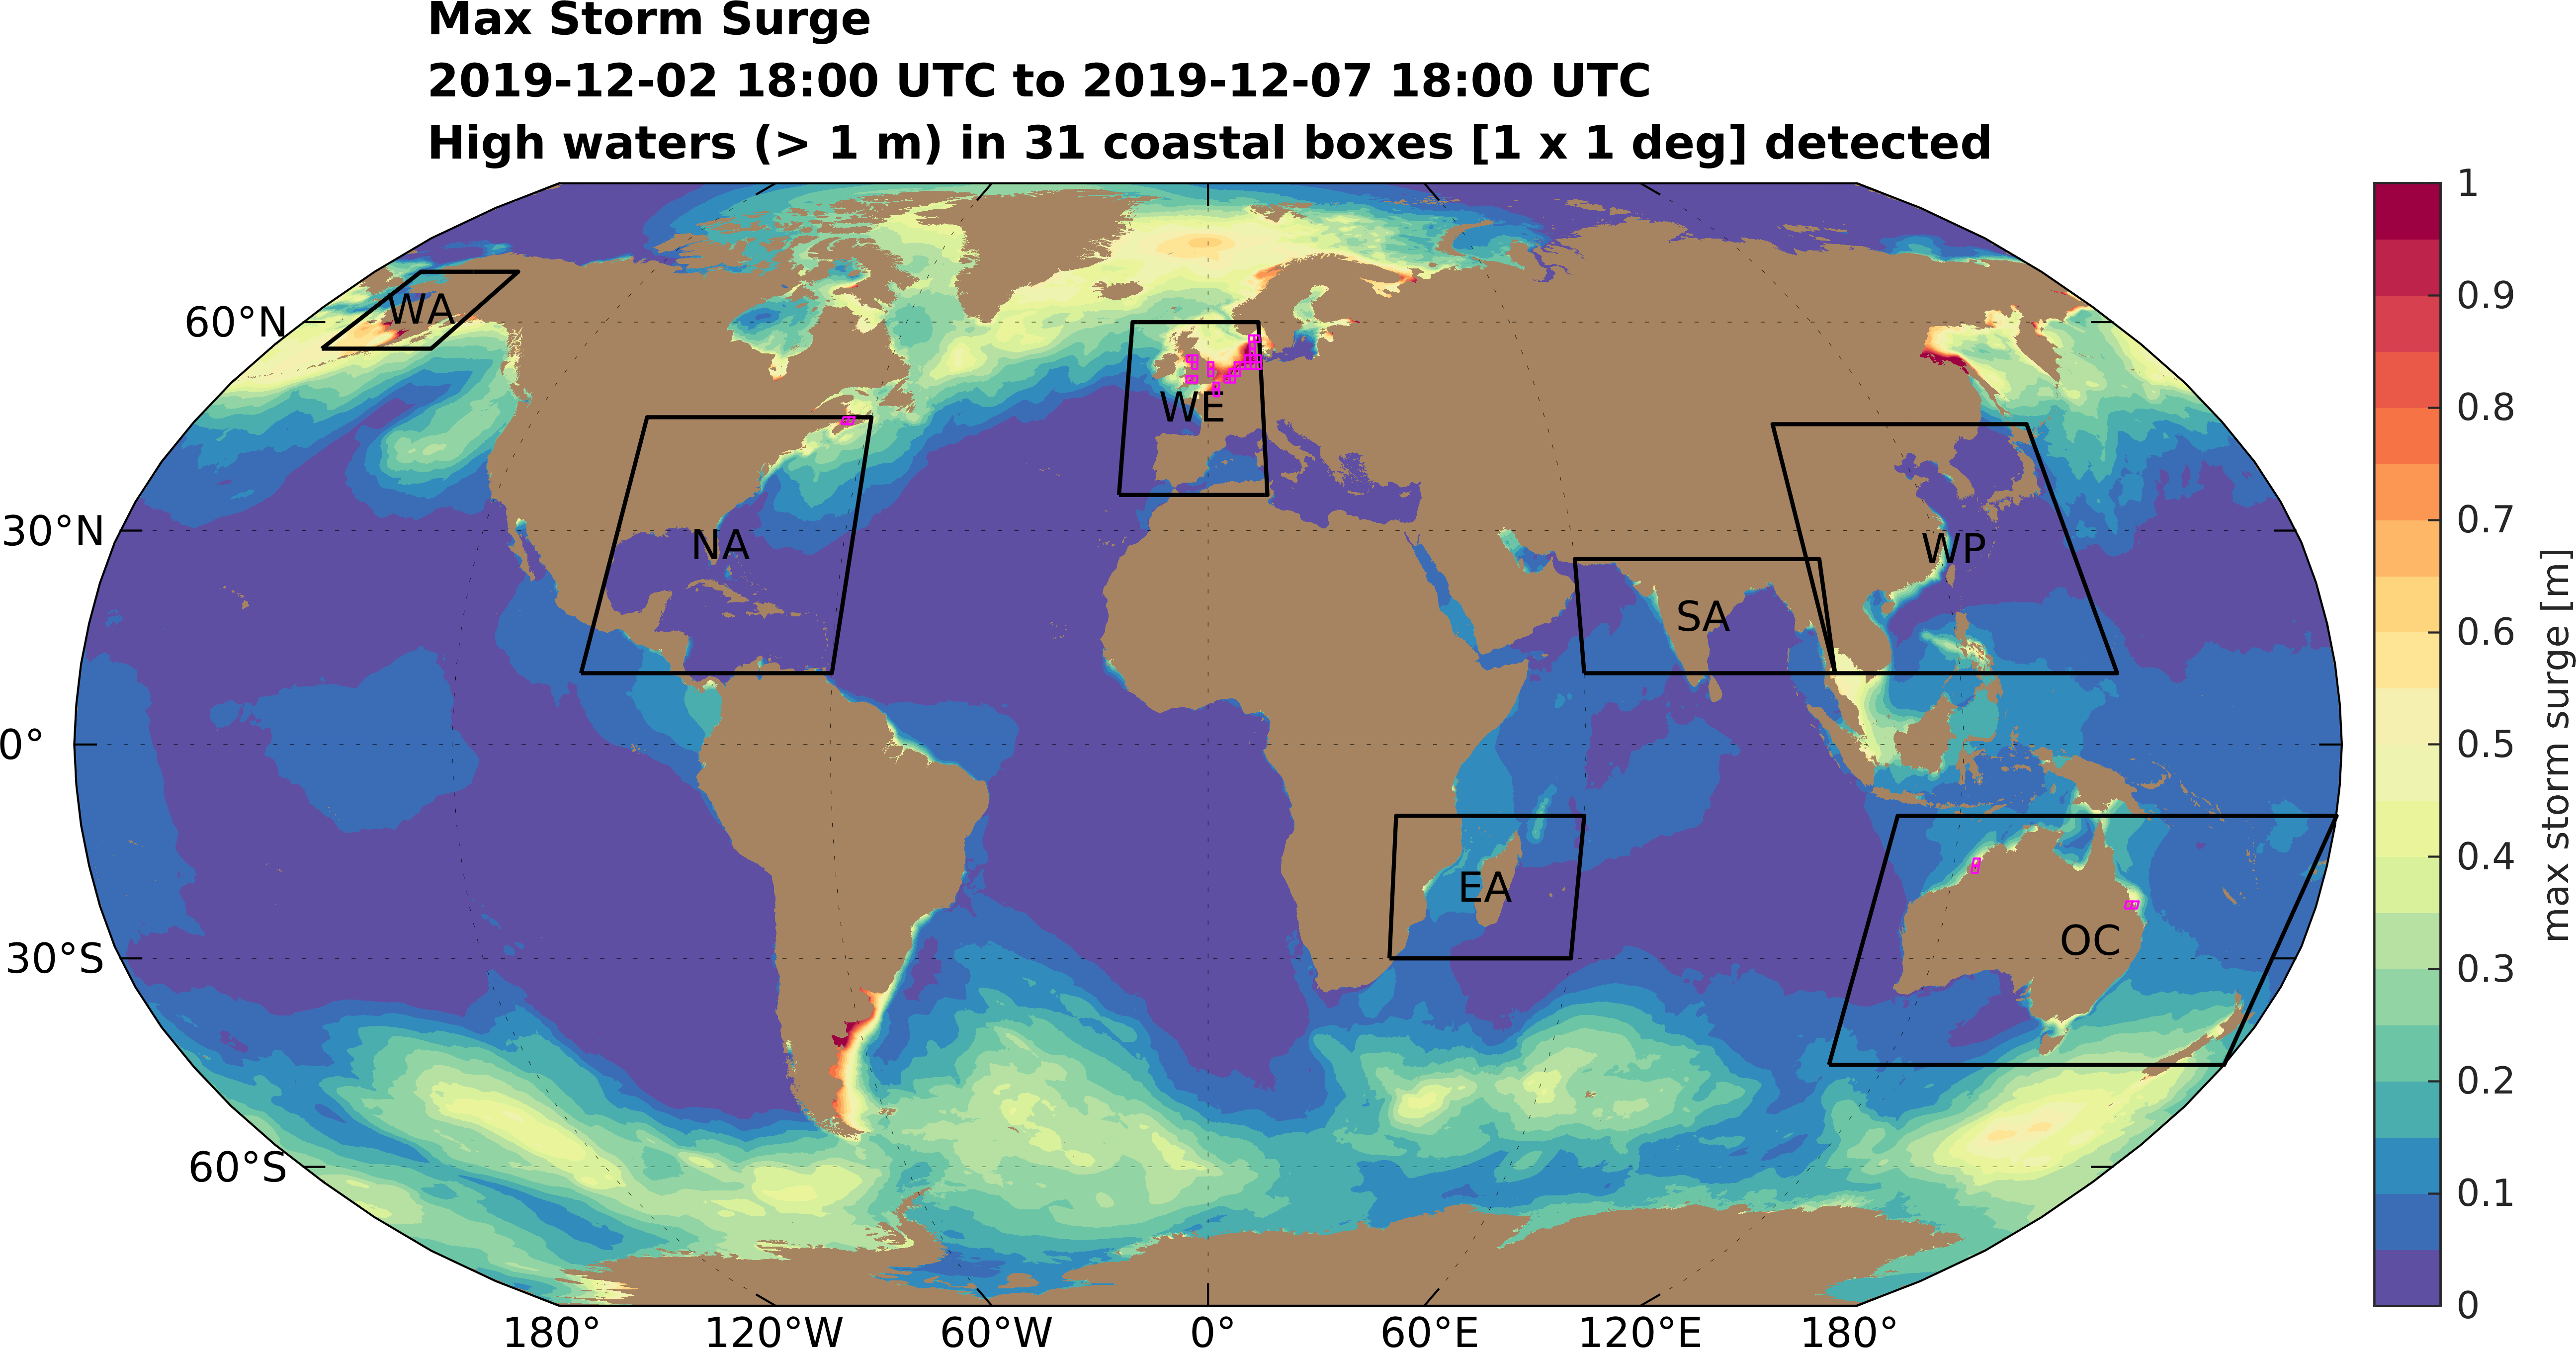 Max Storm Surge
2019-12-02 18:00 UTC to 2019-12-07 18:00 UTC
High waters (> 1 m) in 31 coastal boxes [1 x 1 deg] detected
60°N
30°N
0°
30°S
60°S
WA
NA
WE
SA
WP
EA
OC
180°
120°W
60°W
0°
60°E
120°E
180°
1
0.9
0.8
0.7
0.6
0.5
0.4
0.3
0.2
0.1
0
max storm surge [m]